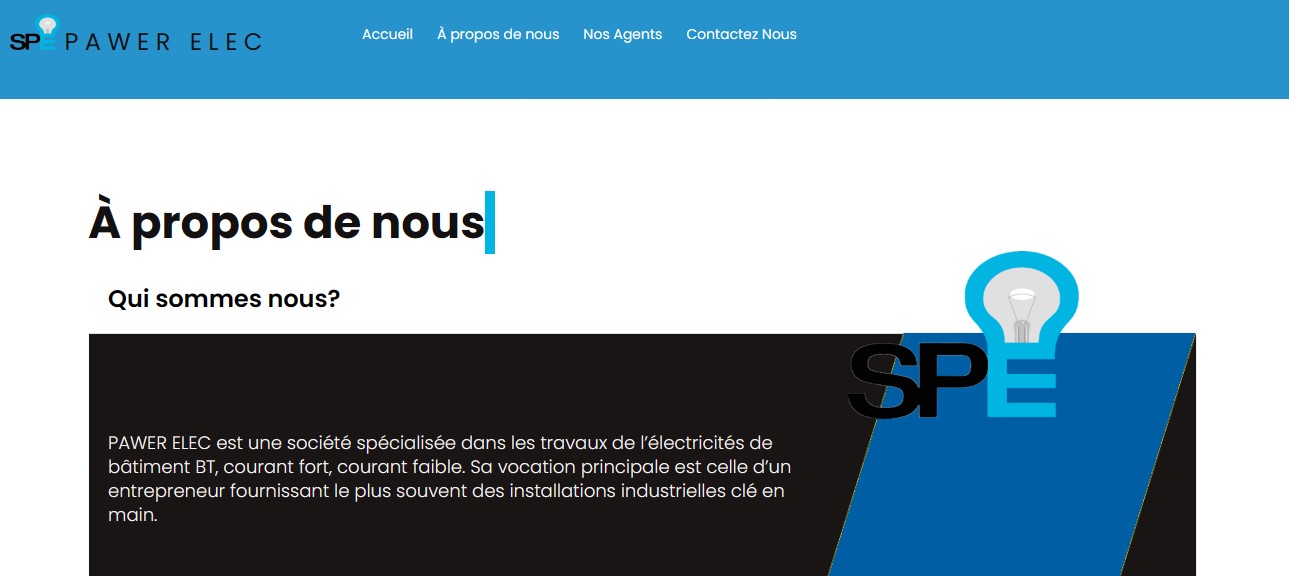 SPE PAWER ELEC Accueil À propos de nous Nos Agents Contactez Nous
À propos de nous
Qui sommes nous?
SPE
PAWER ELEC est une société spécialisée dans les travaux de l’électricités de
bâtiment BT, courant fort, courant faible. Sa vocation principale est celle d’un
entrepreneur fournissant le plus souvent des installations industrielles clé en
main.